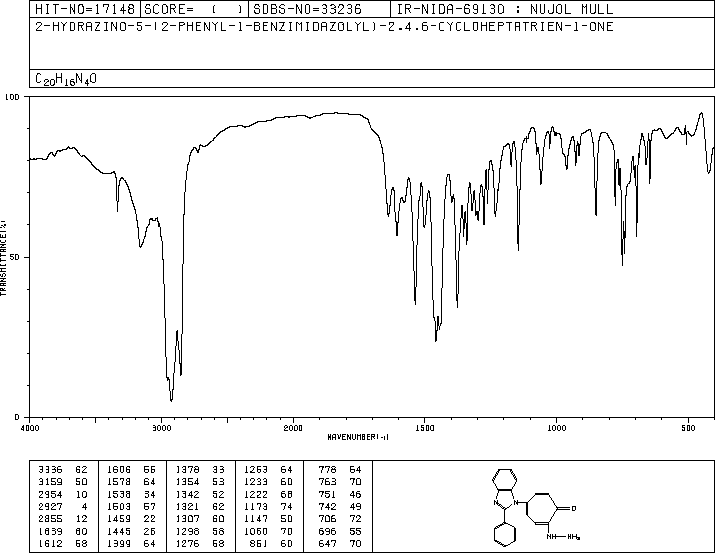 HIT-NO=17148 SCORE= ( ) SDBS-NO=33236 IR-NIDA-69130 : NUJOL MULL
2-HYDRAZINO-5-(2-PHENYL-1-BENZIMIDAZOLYL)-2,4,6-CYCLOHEPTATRIEN-1-ONE
C20H16N4O
100
50
0
TRANSMITTANCE(%)
4000 3000 2000 1500 1000 500
WAVENUMBER(-1)
3336 62 1606 55 1378 33 1263 64 778 64
3159 50 1578 64 1354 53 1233 60 763 70
2954 10 1538 34 1342 52 1222 68 751 46
2927 4 1503 57 1321 62 1173 74 742 49
2855 12 1459 22 1307 60 1147 50 706 72
1639 60 1445 26 1298 58 1060 70 696 55
1612 68 1399 64 1276 58 851 60 647 70
N
N
O
NH—NH2